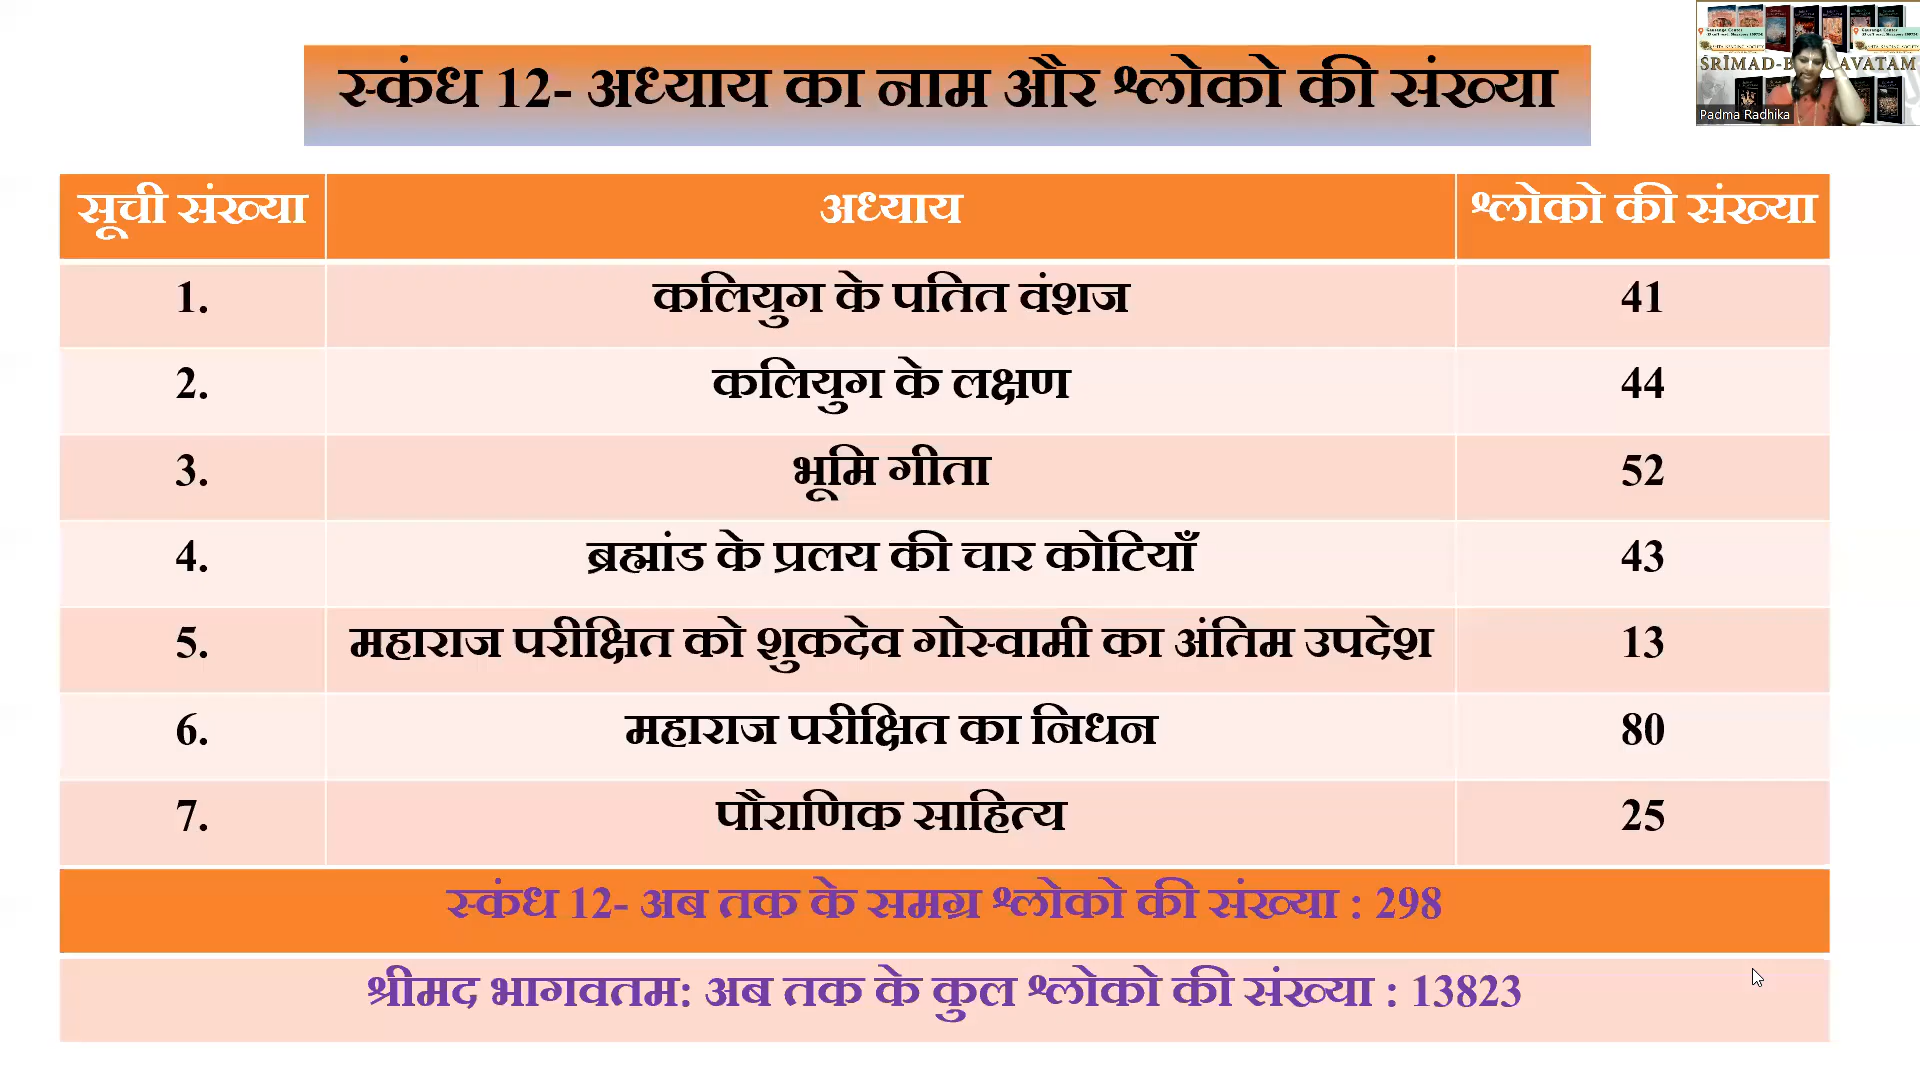 स्कंध 12- अध्याय का नाम और श्लोको की संख्या
सूची संख्या अध्याय श्लोको की संख्या
1. कलियुग के पतित वंशज 41
2. कलियुग के लक्षण 44
3. भूमि गीता 52
4. ब्रह्मांड के प्रलय की चार कोटियाँ 43
5. महाराज परीक्षित को शुकदेव गोस्वामी का अंतिम उपदेश 13
6. महाराज परीक्षित का निधन 80
7. पौराणिक साहित्य 25
स्कंध 12- अब तक के समग्र श्लोको की संख्या : 298
श्रीमद भागवतम: अब तक के कुल श्लोको की संख्या : 13823
Padma Radhika